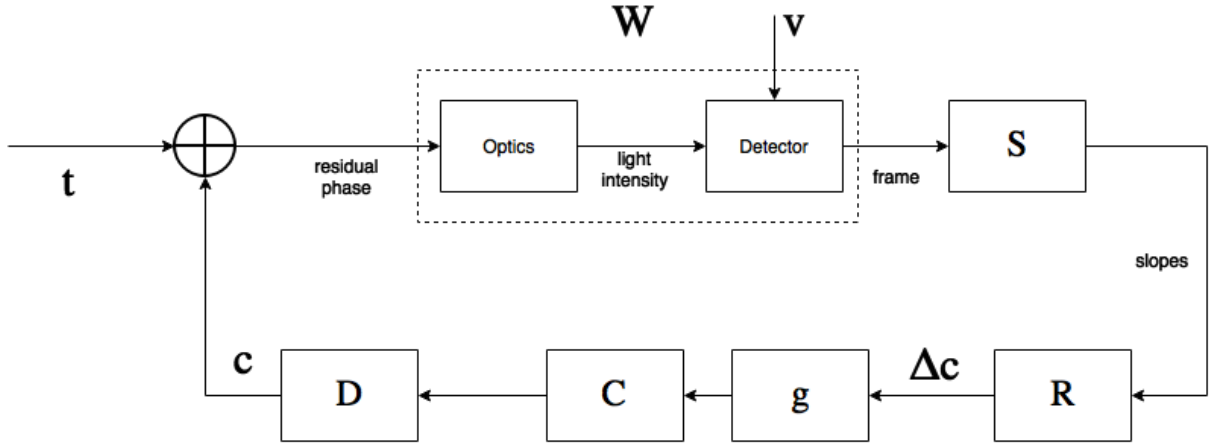 W
v
t
residual
phase
Optics
light
intensity
Detector
frame
S
slopes
c
D
C
g
Δc
R